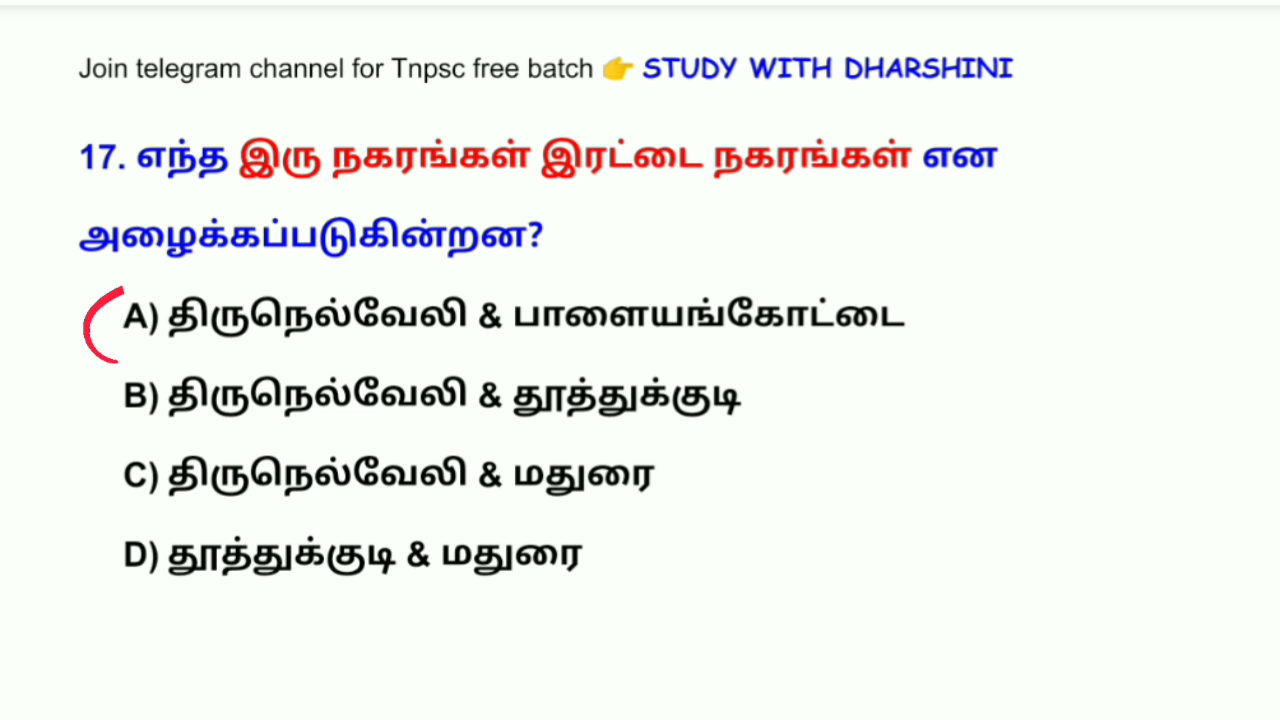 Join telegram channel for Tnpsc free batch 👉 STUDY WITH DHARSHINI
17. எந்த இரு நகரங்கள் இரட்டை நகரங்கள் என
அழைக்கப்படுகின்றன?
A) திருநெல்வேலி & பாளையங்கோட்டை
B) திருநெல்வேலி & தூத்துக்குடி
C) திருநெல்வேலி & மதுரை
D) தூத்துக்குடி & மதுரை